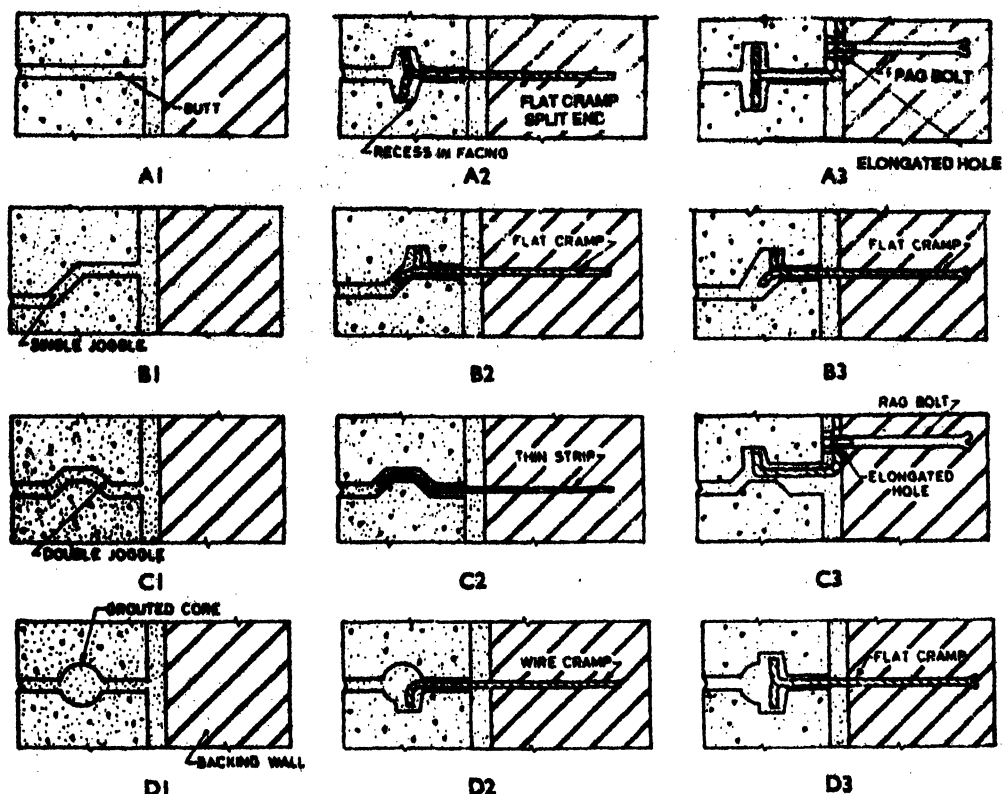 BUTT
A1
FLAT CRAMP
SPLIT END
RECESS IN FACING
A2
RAG BOLT
ELONGATED HOLE
A3
SINGLE JOGGLE
B1
FLAT CRAMP
B2
FLAT CRAMP
B3
DOUBLE JOGGLE
C1
THIN STRIP
C2
RAG BOLT
ELONGATED
HOLE
C3
GROUTED CORE
BACKING WALL
D1
WIRE CRAMP
D2
FLAT CRAMP
D3